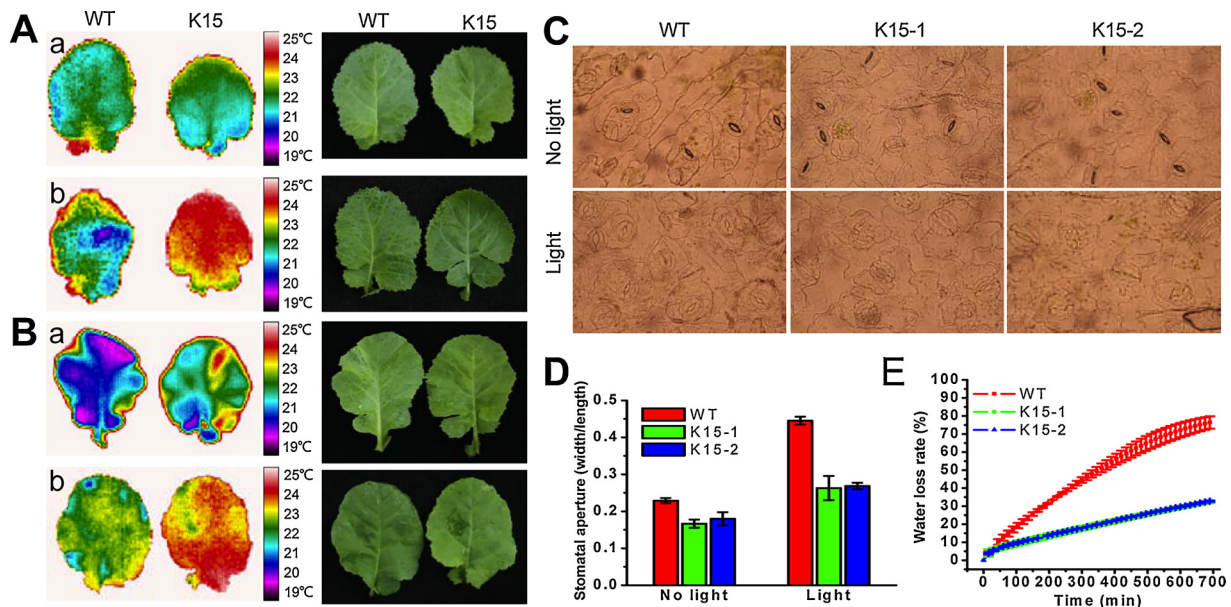 A
WT
K15
WT
K15
a
25℃
24
23
22
21
20
19℃
b
25℃
24
23
22
21
20
19℃
B
a
25℃
24
23
22
21
20
19℃
b
25℃
24
23
22
21
20
19℃
C
WT
K15-1
K15-2
No light
Light
D
Stomatal aperture (width/length)
0.5
0.4
0.3
0.2
0.1
0.0
WT
K15-1
K15-2
No light
Light
E
Water loss rate (%)
100
90
80
70
60
50
40
30
20
10
0
WT
K15-1
K15-2
0 100 200 300 400 500 600 700
Time (min)